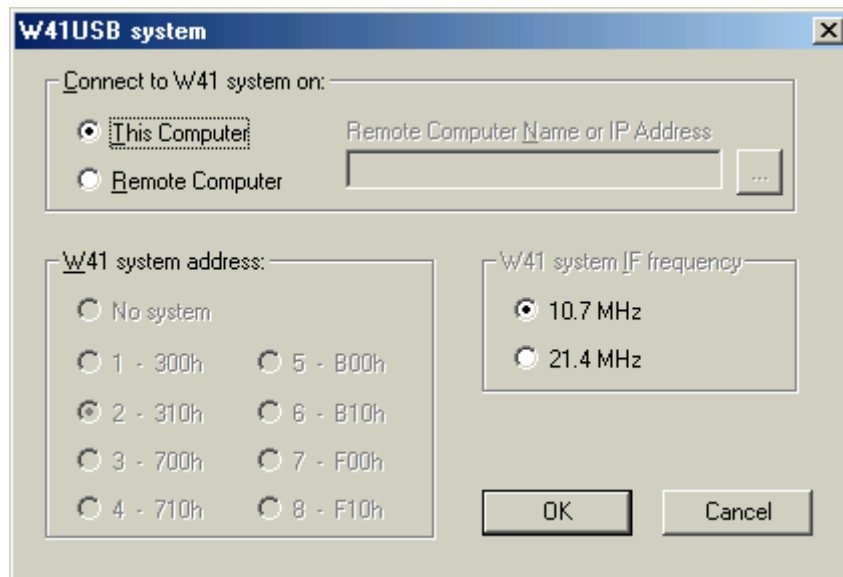 W41USB system
Connect to W41 system on:
This Computer
Remote Computer Name or IP Address
Remote Computer
...
W41 system address:
No system
1 - 300h
5 - B00h
2 - 310h
6 - B10h
3 - 700h
7 - F00h
4 - 710h
8 - F10h
W41 system IF frequency
10.7 MHz
21.4 MHz
OK
Cancel